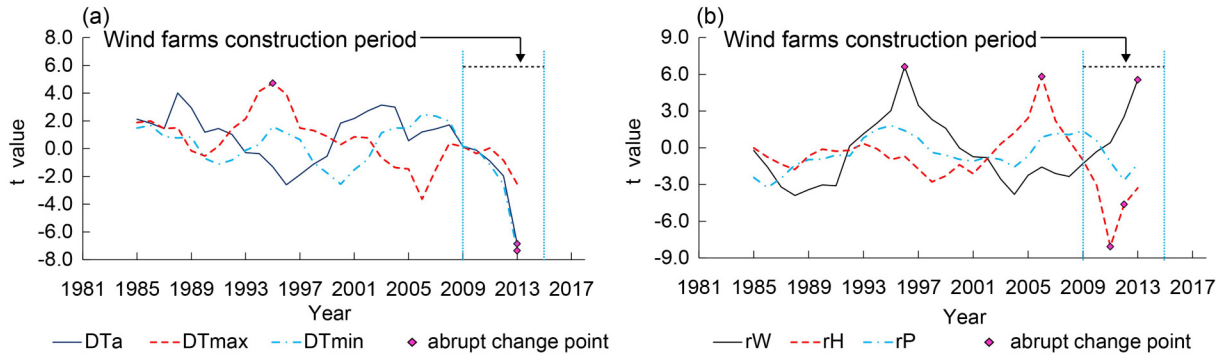 (a)
Wind farms construction period
8.0
6.0
4.0
2.0
0.0
-2.0
-4.0
-6.0
-8.0
t value
1981 1985 1989 1993 1997 2001 2005 2009 2013 2017
Year
DTa DTmax DTmin abrupt change point
(b)
Wind farms construction period
9.0
6.0
3.0
0.0
-3.0
-6.0
-9.0
t value
1981 1985 1989 1993 1997 2001 2005 2009 2013 2017
Year
rW rH rP abrupt change point